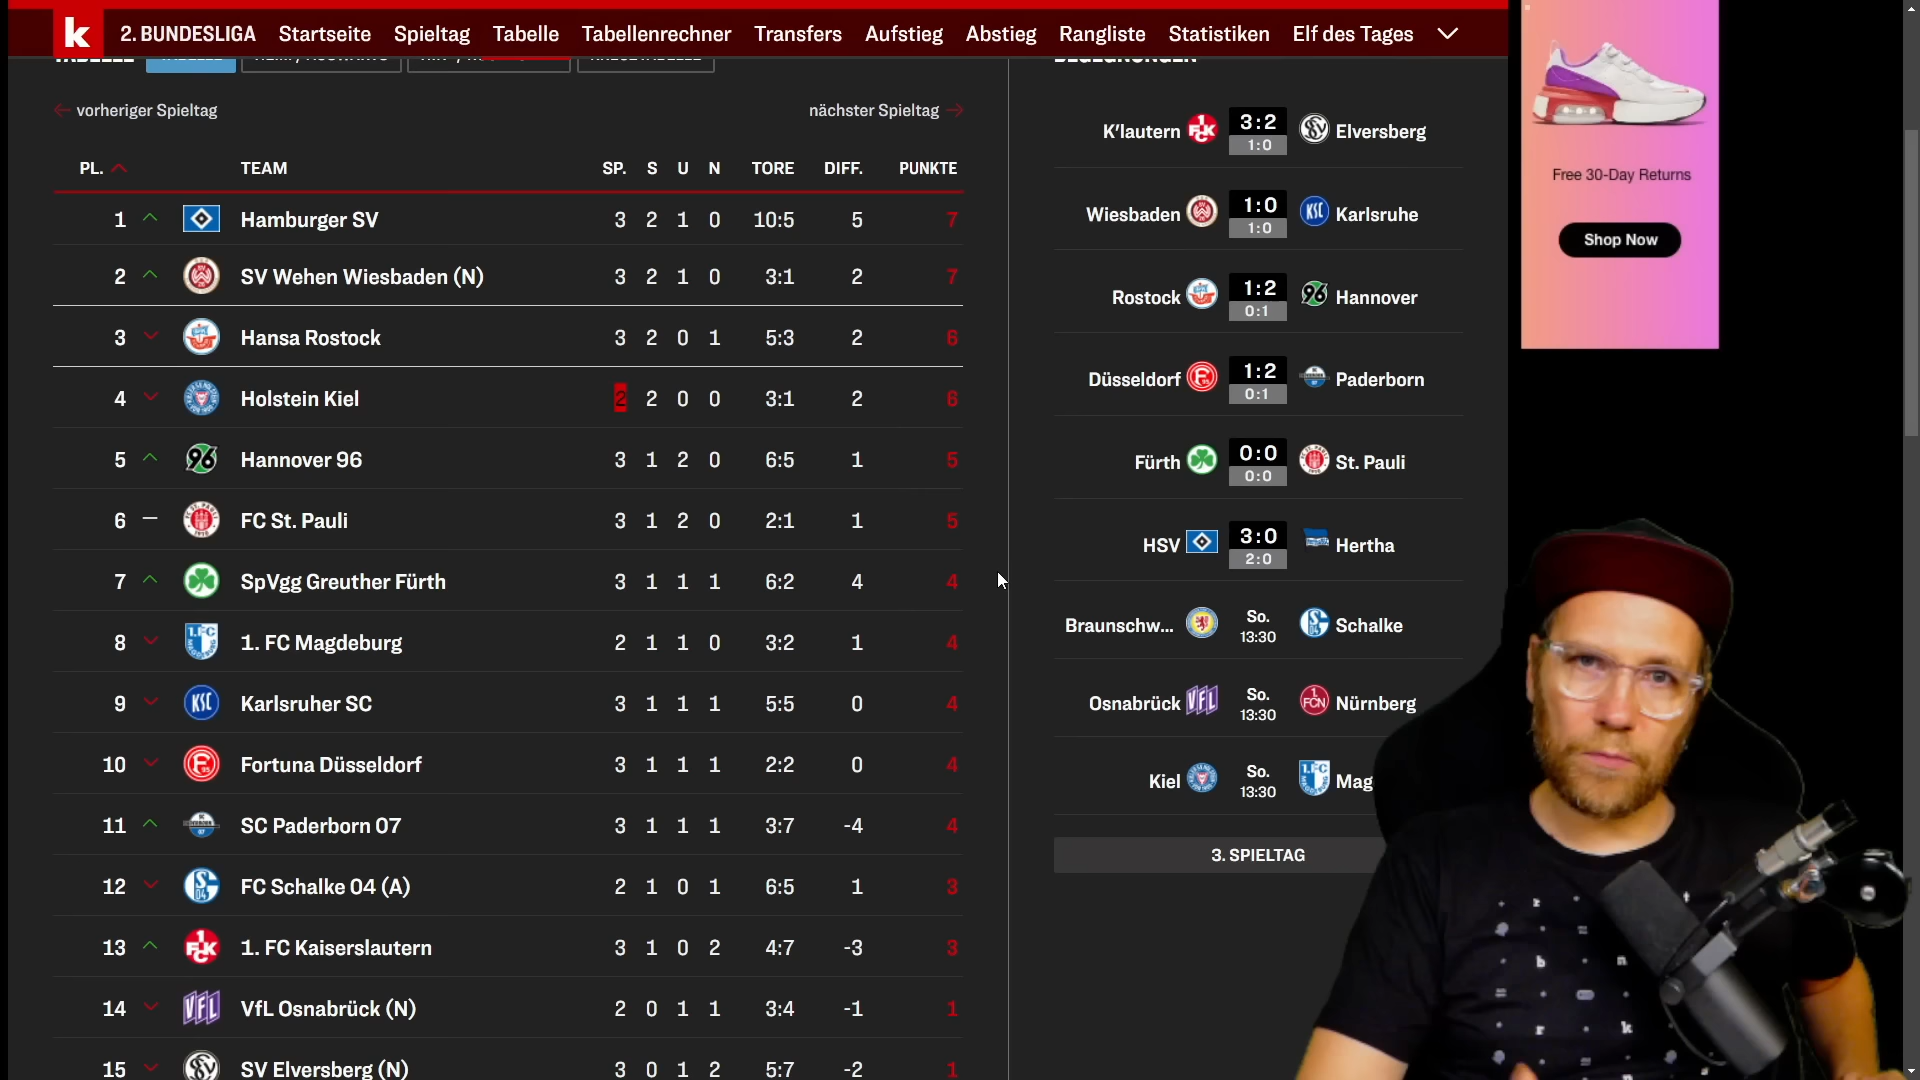 k 2. BUNDESLIGA Startseite Spieltag Tabelle Tabellenrechner Transfers Aufstieg Abstieg Rangliste Statistiken Elf des Tages
vorheriger Spieltag nächster Spieltag
PL. TEAM SP. S U N TORE DIFF. PUNKTE
1 Hamburger SV 3 2 1 0 10:5 5 7
2 SV Wehen Wiesbaden (N) 3 2 1 0 3:1 2 7
3 Hansa Rostock 3 2 0 1 5:3 2 6
4 Holstein Kiel 2 2 0 0 3:1 2 6
5 Hannover 96 3 1 2 0 6:5 1 5
6 FC St. Pauli 3 1 2 0 2:1 1 5
7 SpVgg Greuther Fürth 3 1 1 1 6:2 4 4
8 1. FC Magdeburg 2 1 1 0 3:2 1 4
9 Karlsruher SC 3 1 1 1 5:5 0 4
10 Fortuna Düsseldorf 3 1 1 1 2:2 0 4
11 SC Paderborn 07 3 1 1 1 3:7 -4 4
12 FC Schalke 04 (A) 2 1 0 1 6:5 1 3
13 1. FC Kaiserslautern 3 1 0 2 4:7 -3 3
14 VfL Osnabrück (N) 2 0 1 1 3:4 -1 1
15 SV Elversberg (N) 3 0 1 2 5:7 -2 1
K'lautern 3:2 Elversberg
1:0
Wiesbaden 1:0 Karlsruhe
1:0
Rostock 1:2 Hannover
0:1
Düsseldorf 1:2 Paderborn
0:1
Fürth 0:0 St. Pauli
0:0
HSV 3:0 Hertha
2:0
Braunschw... So. Schalke
13:30
Osnabrück So. Nürnberg
13:30
Kiel So. Mag
13:30
3. SPIELTAG
Free 30-Day Returns
Shop Now